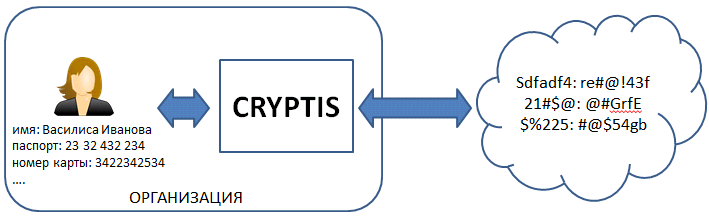 имя: Василиса Иванова
паспорт: 23 32 432 234
номер карты: 3422342534
....
ОРГАНИЗАЦИЯ
CRYPTIS
Sdfadf4: re#@!43f
21#$@: @#GrfE
$%225: #@$54gb